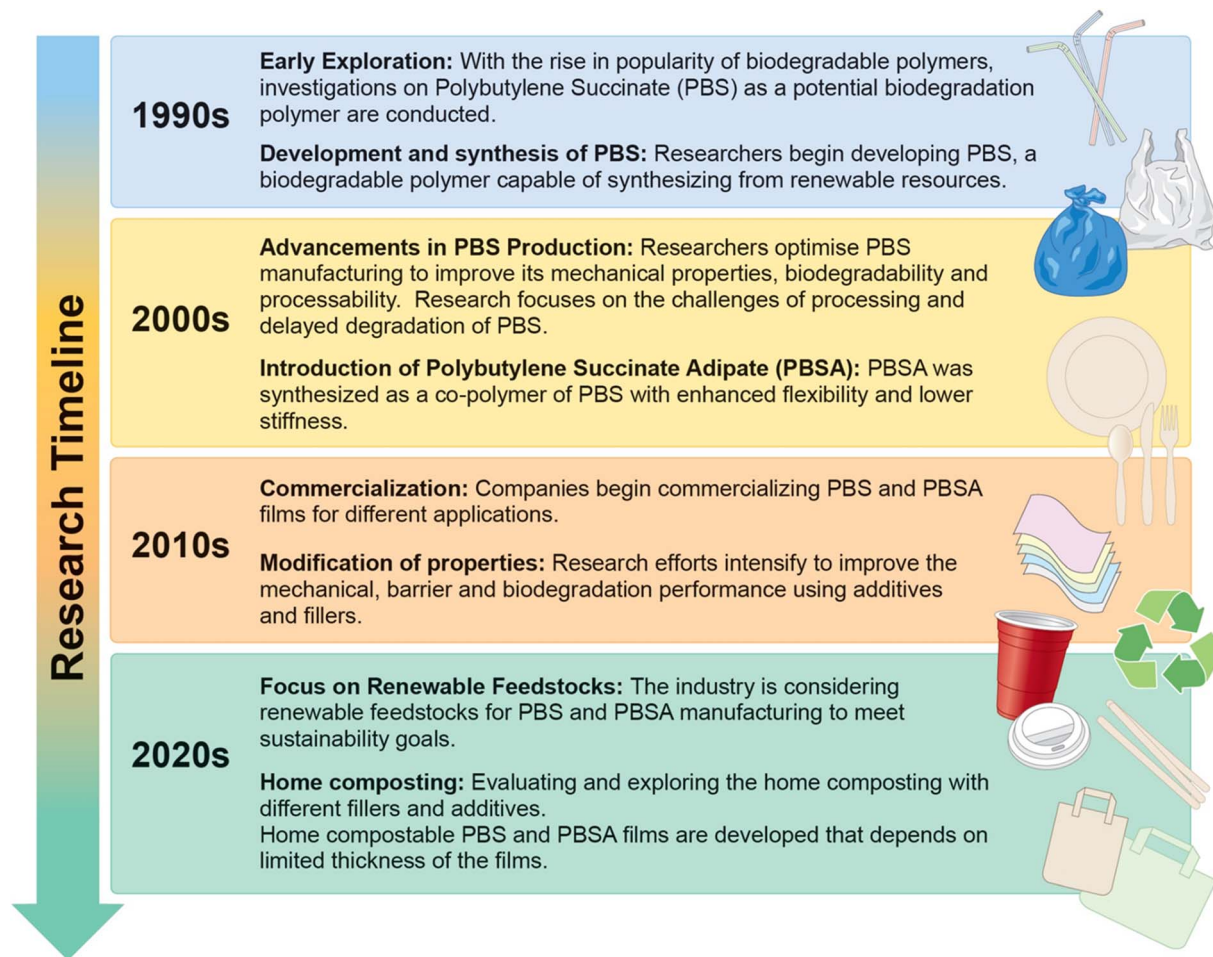 Research Timeline
1990s
Early Exploration: With the rise in popularity of biodegradable polymers,
investigations on Polybutylene Succinate (PBS) as a potential biodegradation
polymer are conducted.
Development and synthesis of PBS: Researchers begin developing PBS, a
biodegradable polymer capable of synthesizing from renewable resources.
2000s
Advancements in PBS Production: Researchers optimise PBS
manufacturing to improve its mechanical properties, biodegradability and
processability. Research focuses on the challenges of processing and
delayed degradation of PBS.
Introduction of Polybutylene Succinate Adipate (PBSA): PBSA was
synthesized as a co-polymer of PBS with enhanced flexibility and lower
stiffness.
2010s
Commercialization: Companies begin commercializing PBS and PBSA
films for different applications.
Modification of properties: Research efforts intensify to improve the
mechanical, barrier and biodegradation performance using additives
and fillers.
2020s
Focus on Renewable Feedstocks: The industry is considering
renewable feedstocks for PBS and PBSA manufacturing to meet
sustainability goals.
Home composting: Evaluating and exploring the home composting with
different fillers and additives.
Home compostable PBS and PBSA films are developed that depends on
limited thickness of the films.